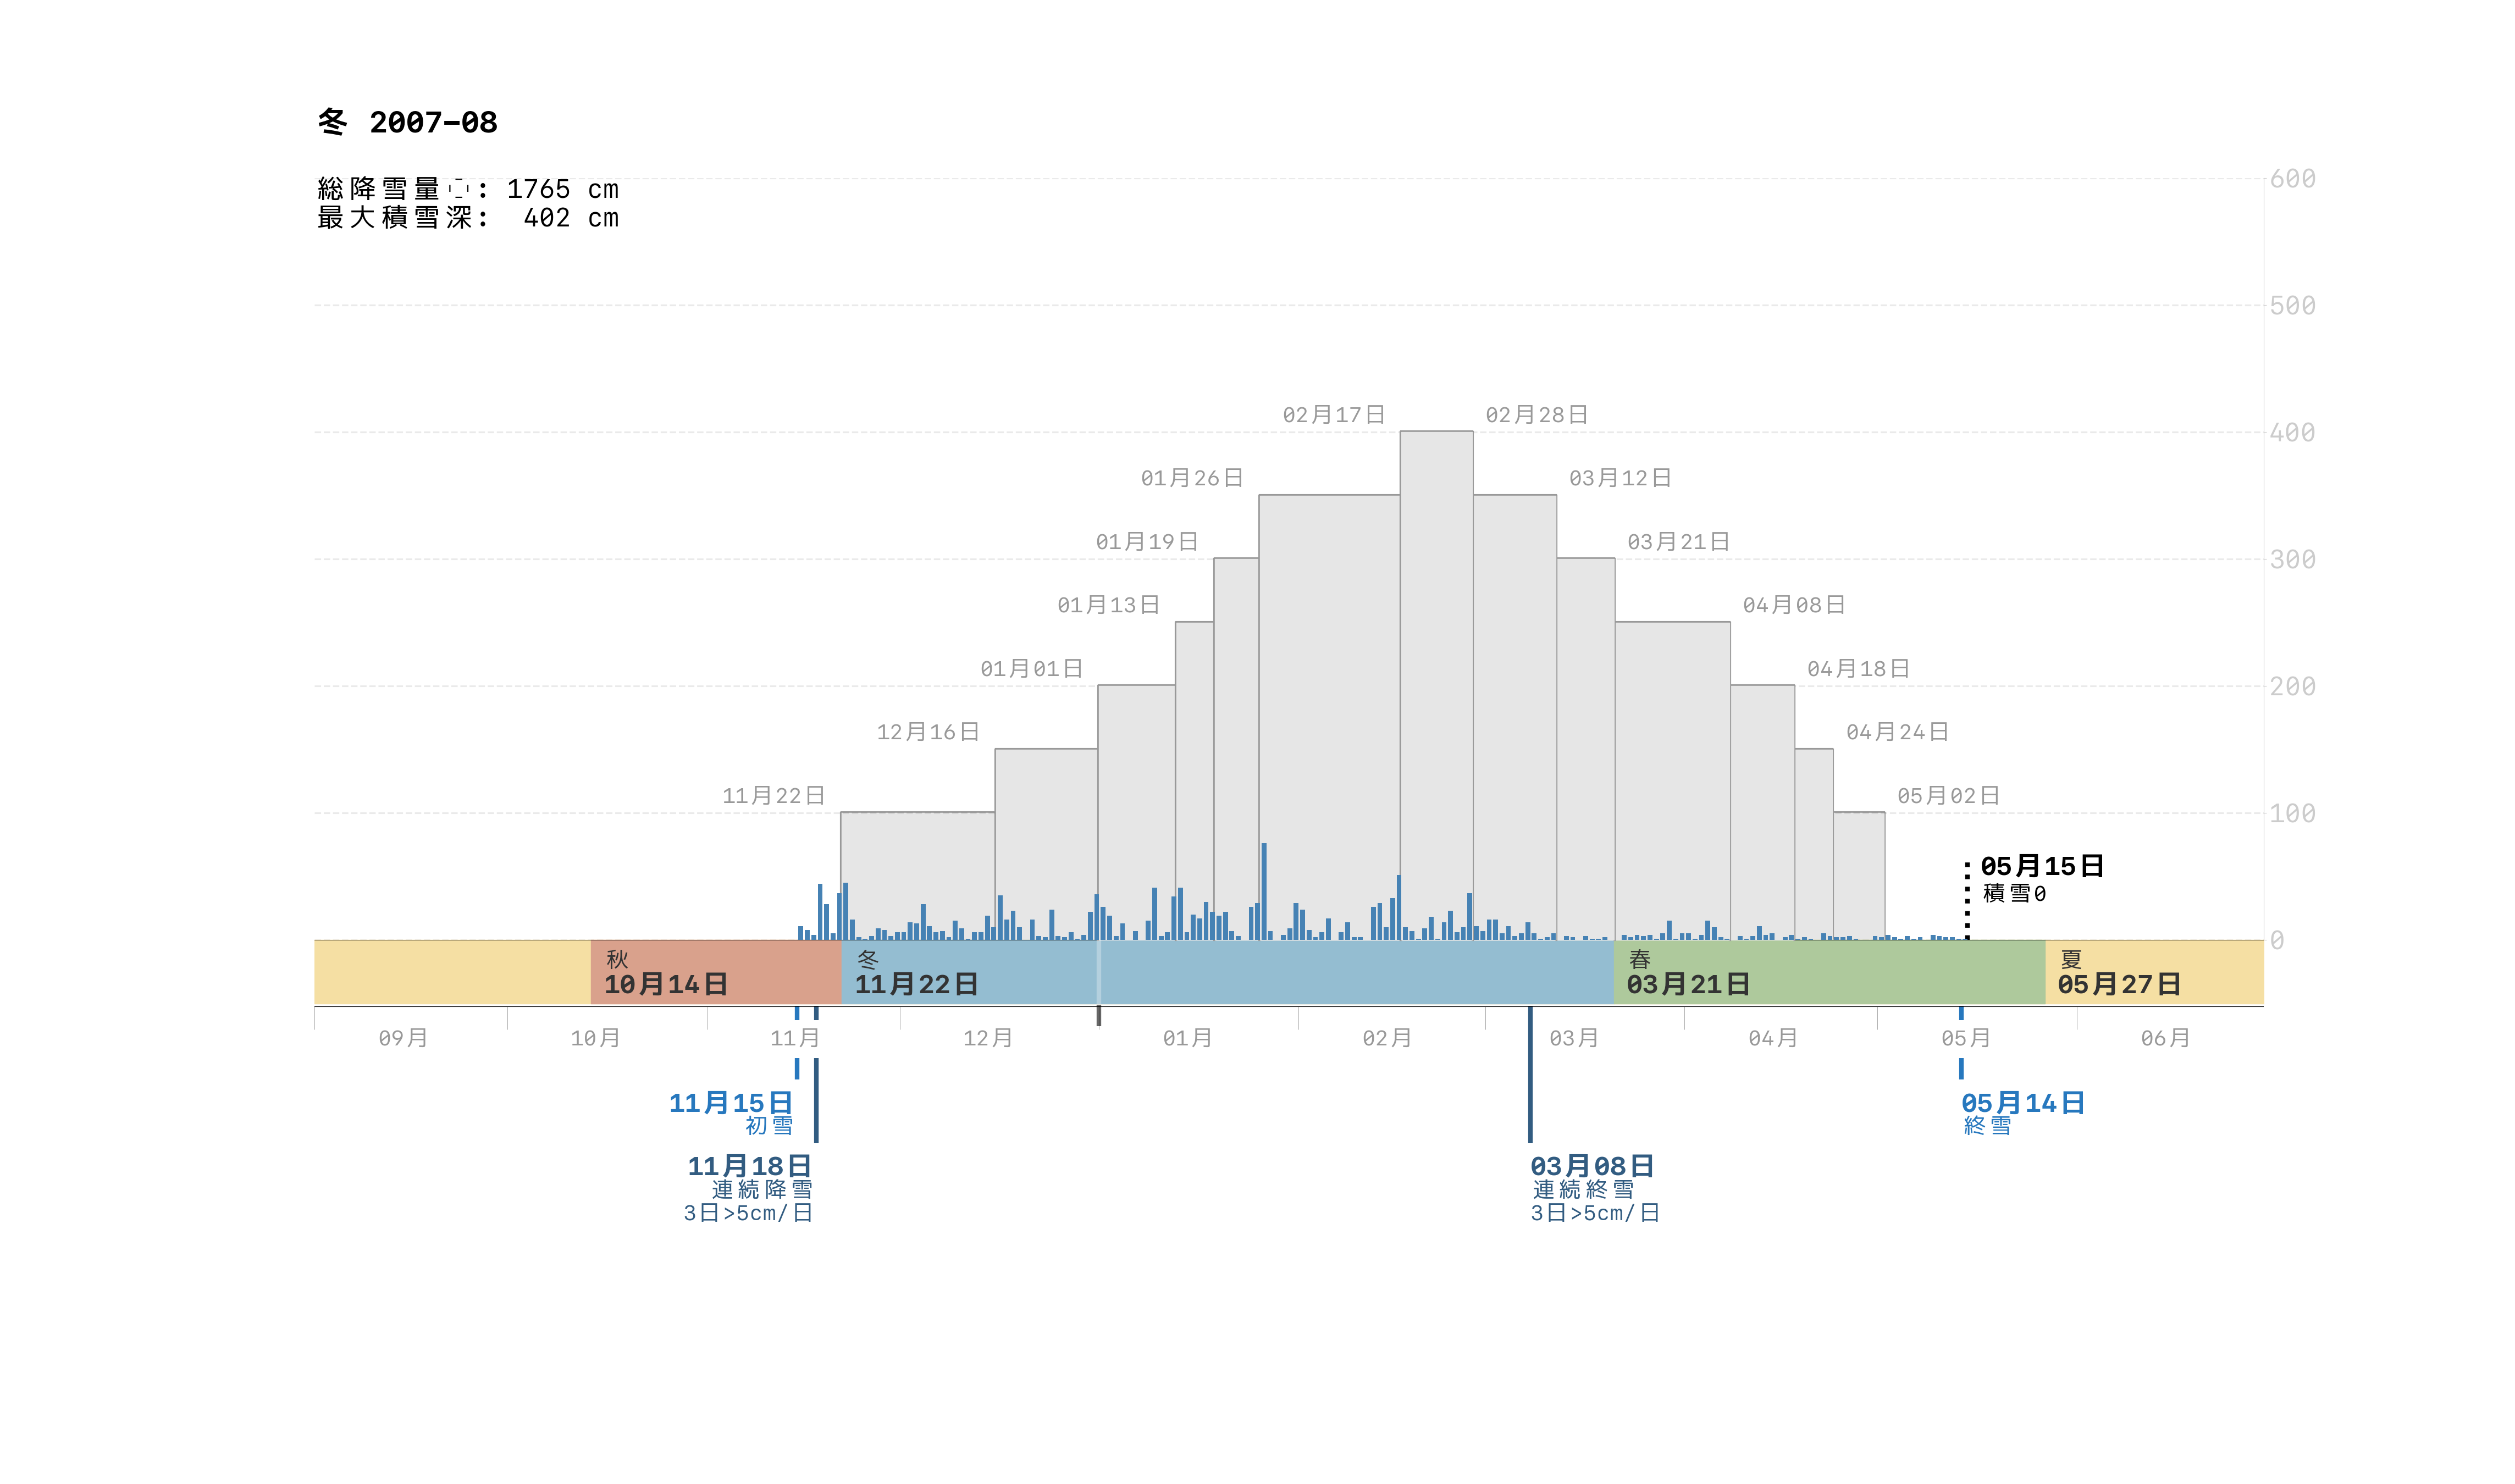 冬 2007-08
総降雪量: 1765 cm
最大積雪深: 402 cm
600
500
400
300
200
100
0
02月17日
02月28日
01月26日
03月12日
01月19日
03月21日
01月13日
04月08日
01月01日
04月18日
12月16日
04月24日
11月22日
05月02日
05月15日
積雪0
秋
10月14日
冬
11月22日
春
03月21日
夏
05月27日
09月
10月
11月
12月
01月
02月
03月
04月
05月
06月
11月15日
初雪
05月14日
終雪
11月18日
連続降雪
3日>5cm/日
03月08日
連続終雪
3日>5cm/日